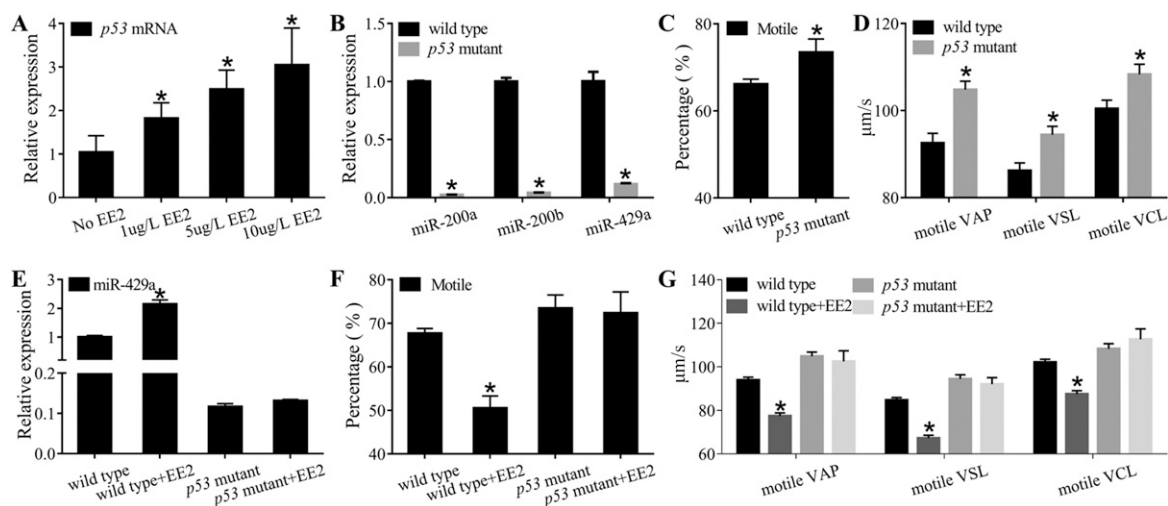 A
p53 mRNA
Relative expression
5
4
3
2
1
0
No EE2
1ug/L EE2
5ug/L EE2
10ug/L EE2
* * *
B
wild type
p53 mutant
Relative expression
1.5
1.0
0.5
0.0
* * *
miR-200a
miR-200b
miR-429a
C
Motile
Percentage ( % )
80
60
40
*
wild type
p53 mutant
D
wild type
p53 mutant
μm/s
120
100
80
* * *
motile VAP
motile VSL
motile VCL
E
miR-429a
Relative expression
3
2
1
0.2
0.1
0.0
*
wild type
wild type+EE2
p53 mutant
p53 mutant+EE2
F
Motile
Percentage ( % )
80
70
60
50
40
*
wild type
wild type+EE2
p53 mutant
p53 mutant+EE2
G
wild type
p53 mutant
wild type+EE2
p53 mutant+EE2
μm/s
140
120
100
80
60
* * *
motile VAP
motile VSL
motile VCL